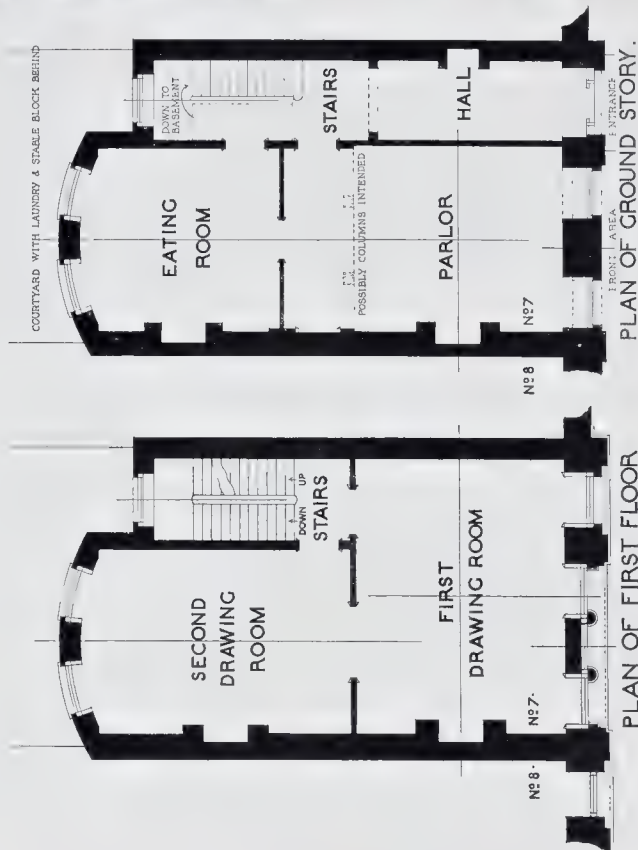 COURTYARD WITH LAUNDRY & STABLE BLOCK BEHIND
DOWN TO
BASEMENT
EATING
ROOM
STAIRS
POSSIBLY COLUMNS INTENDED
HALL
PARLOR
Nº 7
Nº 8
FRONT AREA
ENTRANCE
PLAN OF GROUND STORY.
SECOND
DRAWING
ROOM
DOWN
UP
STAIRS
FIRST
DRAWING ROOM
Nº 7.
Nº 8.
PLAN OF FIRST FLOOR